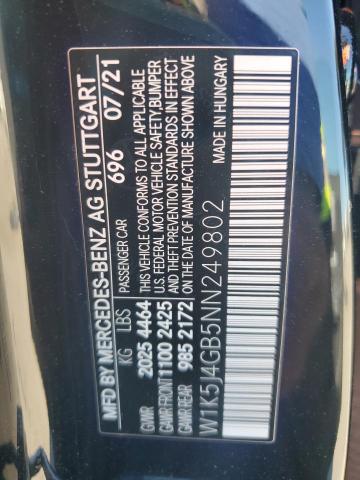 MFD BY MERCEDES-BENZ AG STUTTGART
696 07/21
PASSENGER CAR
KG LBS
GVWR 2025 4464
GAWR FRONT 1100 2425
GAWR REAR 985 2172
THIS VEHICLE CONFORMS TO ALL APPLICABLE
U.S. FEDERAL MOTOR VEHICLE SAFETY, BUMPER
AND THEFT PREVENTION STANDARDS IN EFFECT
ON THE DATE OF MANUFACTURE SHOWN ABOVE
W1K5J4GB5NN249802
MADE IN HUNGARY